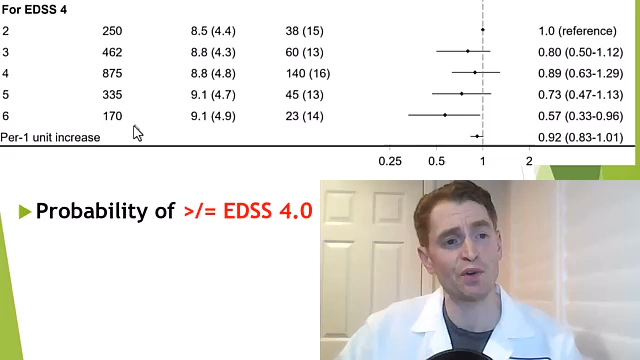 For EDSS 4
2 250 8.5 (4.4) 38 (15) 1.0 (reference)
3 462 8.8 (4.3) 60 (13) 0.80 (0.50-1.12)
4 875 8.8 (4.8) 140 (16) 0.89 (0.63-1.29)
5 335 9.1 (4.7) 45 (13) 0.73 (0.47-1.13)
6 170 9.1 (4.9) 23 (14) 0.57 (0.33-0.96)
Per-1 unit increase 0.92 (0.83-1.01)
0.25 0.5 1 2
Probability of >/= EDSS 4.0